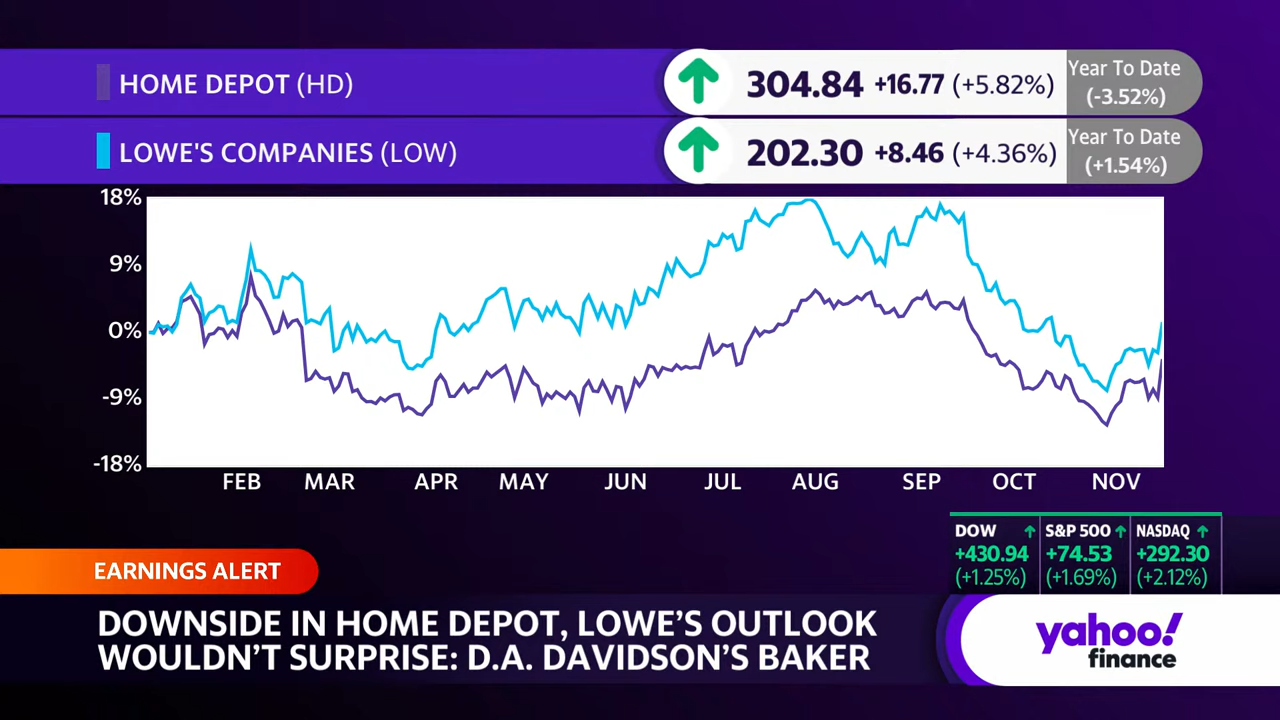 HOME DEPOT (HD) 304.84 +16.77 (+5.82%) Year To Date
(-3.52%)
LOWE'S COMPANIES (LOW) 202.30 +8.46 (+4.36%) Year To Date
(+1.54%)
18%
9%
0%
-9%
-18%
FEB MAR APR MAY JUN JUL AUG SEP OCT NOV
DOW S&P 500 NASDAQ
+430.94 +74.53 +292.30
(+1.25%) (+1.69%) (+2.12%)
EARNINGS ALERT
DOWNSIDE IN HOME DEPOT, LOWE’S OUTLOOK
WOULDN’T SURPRISE: D.A. DAVIDSON’S BAKER
yahoo!
finance